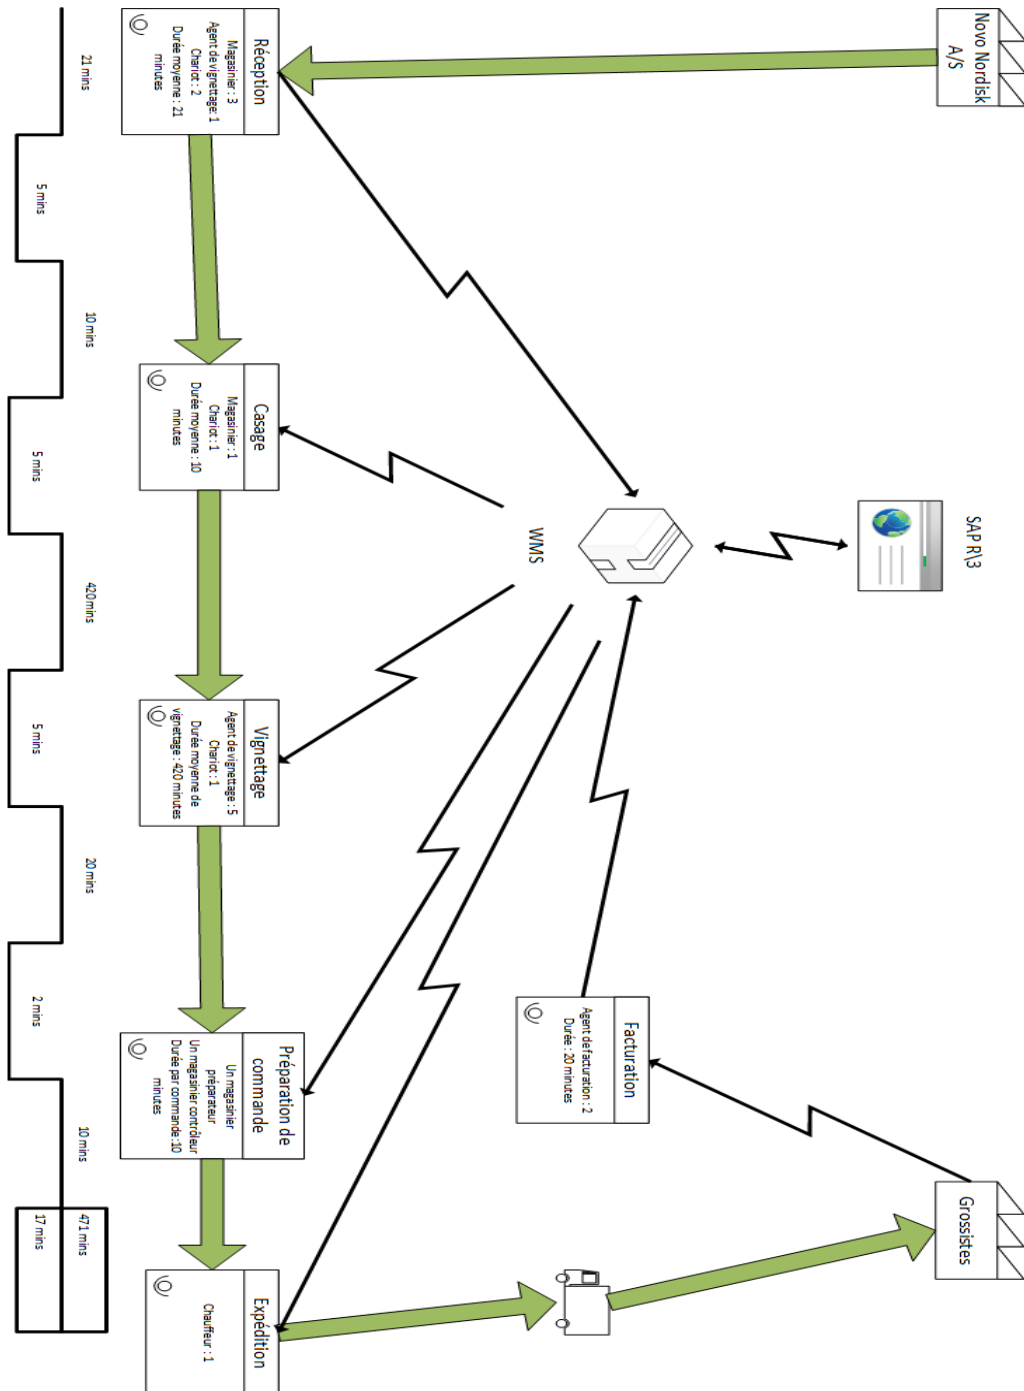 Novo Nordisk
A/S
SAP R\3
Grossistes
WMS
Facturation
Agent de facturation : 2
Durée : 20 minutes
Réception
Magasinier : 3
Agent de vignettage: 1
Chariot : 2
Durée moyenne : 21
minutes
Casage
Magasinier : 1
Chariot : 1
Durée moyenne : 10
minutes
Vignettage
Agent de vignettage : 5
Chariot : 1
Durée moyenne de
vignettage : 420 minutes
Préparation de
commande
Un magasinier
préparateur
Un magasinier contrôleur
Durée par commande :10
minutes
Expédition
Chauffeur : 1
21 mins
5 mins
10 mins
5 mins
420 mins
5 mins
20 mins
2 mins
10 mins
471 mins
17 mins